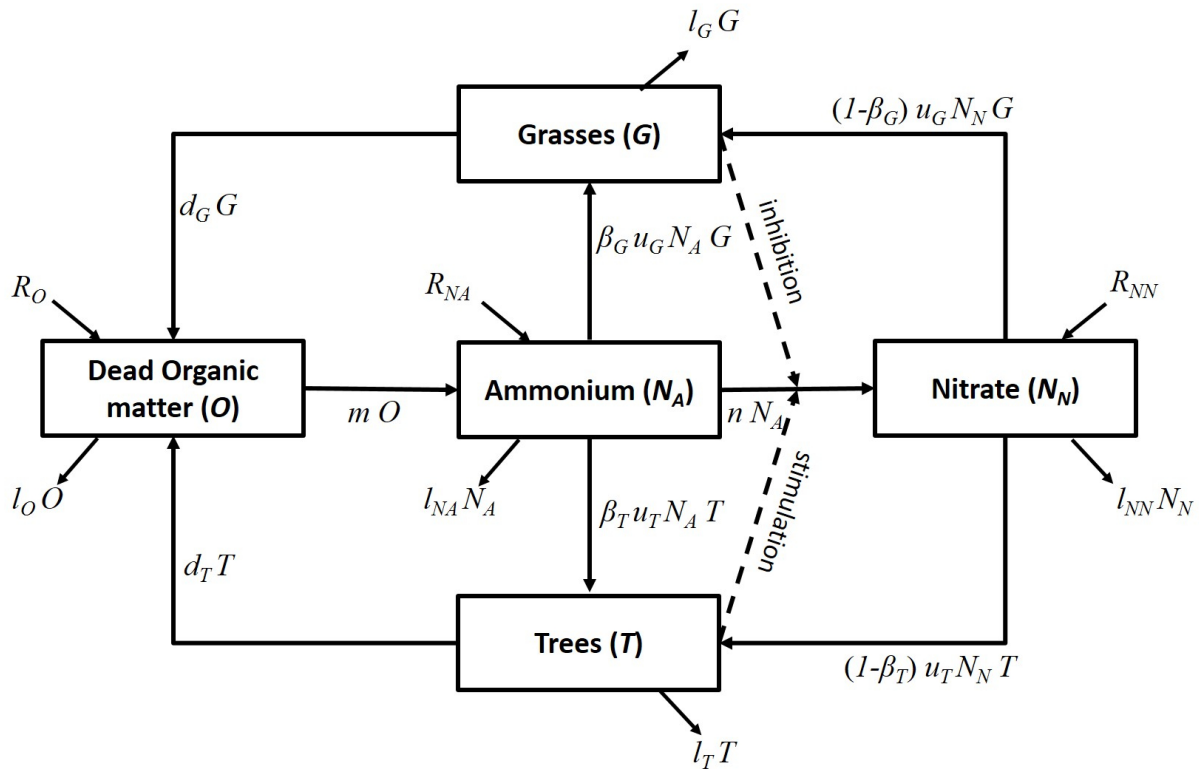 l_G G
Grasses (G)
(1-β_G) u_G N_N G
d_G G
β_G u_G N_A G
inhibition
R_O
R_NA
R_NN
Dead Organic
matter (O)
m O
Ammonium (N_A)
n N_A
Nitrate (N_N)
l_O O
l_NA N_A
l_NN N_N
β_T u_T N_A T
stimulation
d_T T
Trees (T)
(1-β_T) u_T N_N T
l_T T